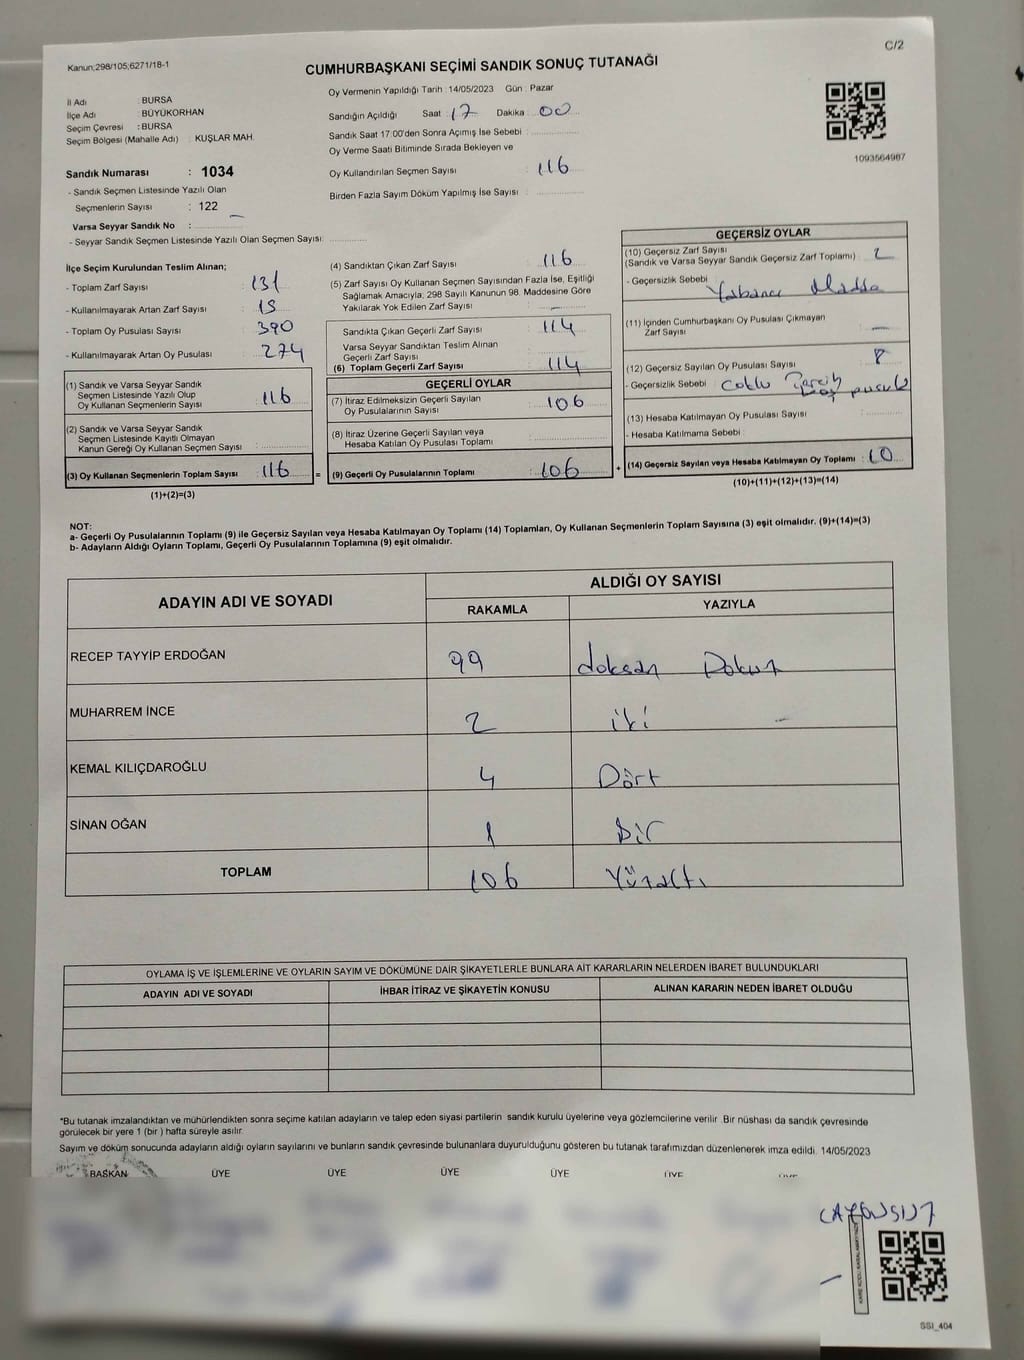 C/2
Kanun;298/105;6271/18-1
CUMHURBAŞKANI SEÇİMİ SANDIK SONUÇ TUTANAĞI
İl Adı : BURSA
İlçe Adı : BÜYÜKORHAN
Seçim Çevresi : BURSA
Seçim Bölgesi (Mahalle Adı) : KUŞLAR MAH.
Sandık Numarası : 1034
- Sandık Seçmen Listesinde Yazılı Olan
Seçmenlerin Sayısı : 122
Varsa Seyyar Sandık No : —
- Seyyar Sandık Seçmen Listesinde Yazılı Olan Seçmen Sayısı:
Oy Vermenin Yapıldığı Tarih : 14/05/2023 Gün : Pazar
Sandığın Açıldığı Saat : 17 Dakika : 00
Sandık Saat 17:00'den Sonra Açımış İse Sebebi :
Oy Verme Saati Bitiminde Sırada Bekleyen ve
Oy Kullandırılan Seçmen Sayısı : 116
Birden Fazla Sayım Döküm Yapılmış İse Sayısı :
1093564967
İlçe Seçim Kurulundan Teslim Alınan;
- Toplam Zarf Sayısı : 131
- Kullanılmayarak Artan Zarf Sayısı : 15
- Toplam Oy Pusulası Sayısı : 390
- Kullanılmayarak Artan Oy Pusulası : 274
(1) Sandık ve Varsa Seyyar Sandık
Seçmen Listesinde Yazılı Olup
Oy Kullanan Seçmenlerin Sayısı : 116
(2) Sandık ve Varsa Seyyar Sandık
Seçmen Listesinde Kayıtlı Olmayan
Kanun Gereği Oy Kullanan Seçmen Sayısı :
(3) Oy Kullanan Seçmenlerin Toplam Sayısı : 116 =
(1)+(2)=(3)
(4) Sandıktan Çıkan Zarf Sayısı : 116
(5) Zarf Sayısı Oy Kullanan Seçmen Sayısından Fazla İse, Eşitliği
Sağlamak Amacıyla; 298 Sayılı Kanunun 98. Maddesine Göre
Yakılarak Yok Edilen Zarf Sayısı : —
Sandıkta Çıkan Geçerli Zarf Sayısı : 114
Varsa Seyyar Sandıktan Teslim Alınan
Geçerli Zarf Sayısı :
(6) Toplam Geçerli Zarf Sayısı : 114
GEÇERLİ OYLAR
(7) İtiraz Edilmeksizin Geçerli Sayılan
Oy Pusulalarının Sayısı : 106
(8) İtiraz Üzerine Geçerli Sayılan veya
Hesaba Katılan Oy Pusulası Toplamı :
(9) Geçerli Oy Pusulalarının Toplamı : 106 +
GEÇERSİZ OYLAR
(10) Geçersiz Zarf Sayısı : 2
(Sandık ve Varsa Seyyar Sandık Geçersiz Zarf Toplamı)
- Geçersizlik Sebebi : Yabancı Madde
(11) İçinden Cumhurbaşkanı Oy Pusulası Çıkmayan
Zarf Sayısı : —
(12) Geçersiz Sayılan Oy Pusulası Sayısı : 8
- Geçersizlik Sebebi :
(13) Hesaba Katılmayan Oy Pusulası Sayısı :
- Hesaba Katılmama Sebebi :
(14) Geçersiz Sayılan veya Hesaba Katılmayan Oy Toplamı : 10
(10)+(11)+(12)+(13)=(14)
NOT:
a- Geçerli Oy Pusulalarının Toplamı (9) ile Geçersiz Sayılan veya Hesaba Katılmayan Oy Toplamı (14) Toplamları, Oy Kullanan Seçmenlerin Toplam Sayısına (3) eşit olmalıdır. (9)+(14)=(3)
b- Adayların Aldığı Oyların Toplamı, Geçerli Oy Pusulalarının Toplamına (9) eşit olmalıdır.
ADAYIN ADI VE SOYADI ALDIĞI OY SAYISI
RAKAMLA YAZIYLA
RECEP TAYYİP ERDOĞAN 99 doksan Dokuz
MUHARREM İNCE 2 iki
KEMAL KILIÇDAROĞLU 4 Dört
SİNAN OĞAN 1 Bir
TOPLAM 106 Yüzaltı
OYLAMA İŞ VE İŞLEMLERİNE VE OYLARIN SAYIM VE DÖKÜMÜNE DAİR ŞİKAYETLERLE BUNLARA AİT KARARLARIN NELERDEN İBARET BULUNDUKLARI
ADAYIN ADI VE SOYADI İHBAR İTİRAZ VE ŞİKAYETİN KONUSU ALINAN KARARIN NEDEN İBARET OLDUĞU
*Bu tutanak imzalandıktan ve mühürlendikten sonra seçime katılan adayların ve talep eden siyasi partilerin sandık kurulu üyelerine veya gözlemcilerine verilir. Bir nüshası da sandık çevresinde
görülecek bir yere 1 (bir) hafta süreyle asılır.
Sayım ve döküm sonucunda adayların aldığı oyların sayılarını ve bunların sandık çevresinde bulunanlara duyurulduğunu gösteren bu tutanak tarafımızdan düzenlenerek imza edildi. 14/05/2023
BAŞKAN ÜYE ÜYE ÜYE ÜYE ÜYE ÜYE
SSİ_404